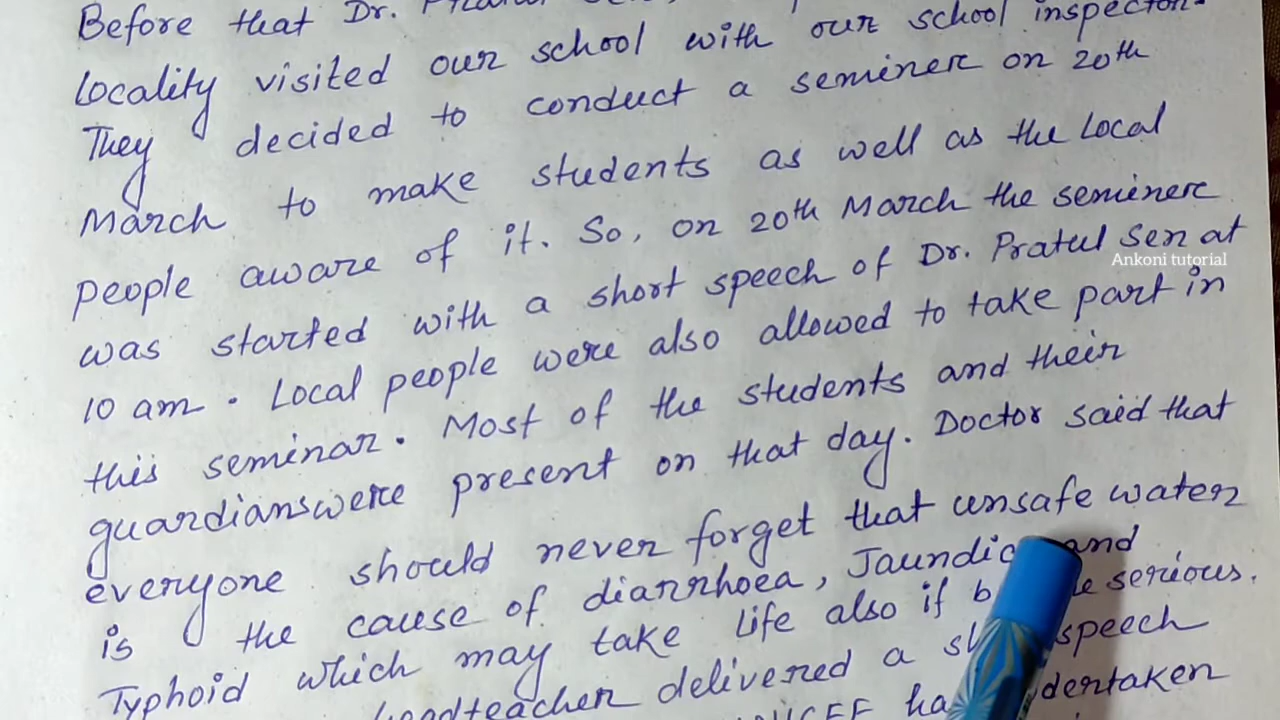 Before that Dr.
Locality visited our school with our school inspector.
They decided to conduct a seminer on 20th
March to make students as well as the Local
people aware of it. So, on 20th March the seminer
was started with a short speech of Dr. Pratul Sen at
Ankoni tutorial
10 am. Local people were also allowed to take part in
this seminar. Most of the students and their
guardianswere present on that day. Doctor said that
everyone should never forget that unsafe water
is the cause of diarrhoea, and
Typhoid which may take life also if serious.
delivered a speech